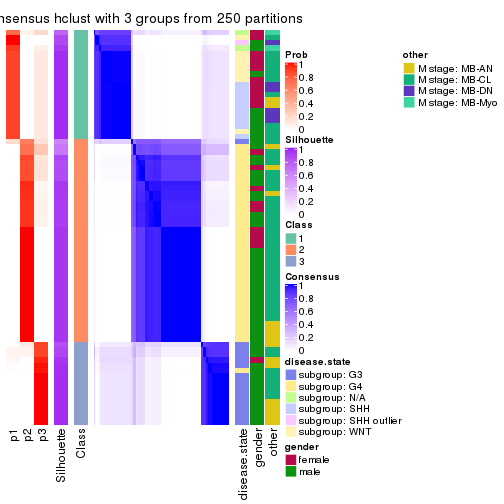 nsensus hclust with 3 groups from 250 partitions
Prob
1
0.8
0.6
0.4
0.2
0
Silhouette
1
0.8
0.6
0.4
0.2
0
Class
1
2
3
Consensus
1
0.8
0.6
0.4
0.2
0
disease.state
subgroup: G3
subgroup: G4
subgroup: N/A
subgroup: SHH
subgroup: SHH outlier
subgroup: WNT
gender
female
male
other
M stage: MB-AN
M stage: MB-CL
M stage: MB-DN
M stage: MB-Myo
p1
p2
p3
Silhouette
Class
disease.state
gender
other